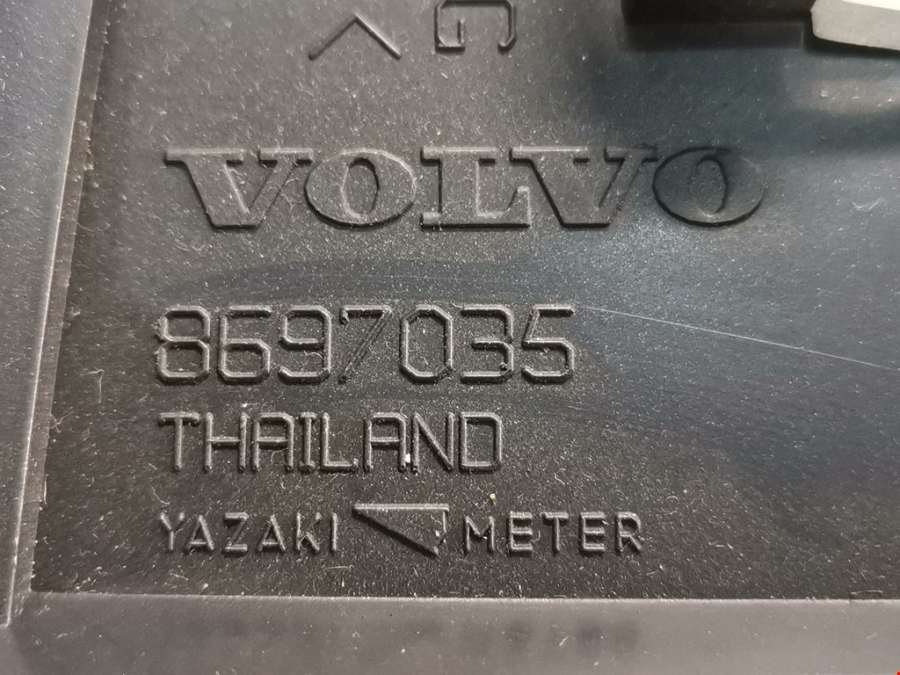 G
VOLVO
8697035
THAILAND
YAZAKI METER